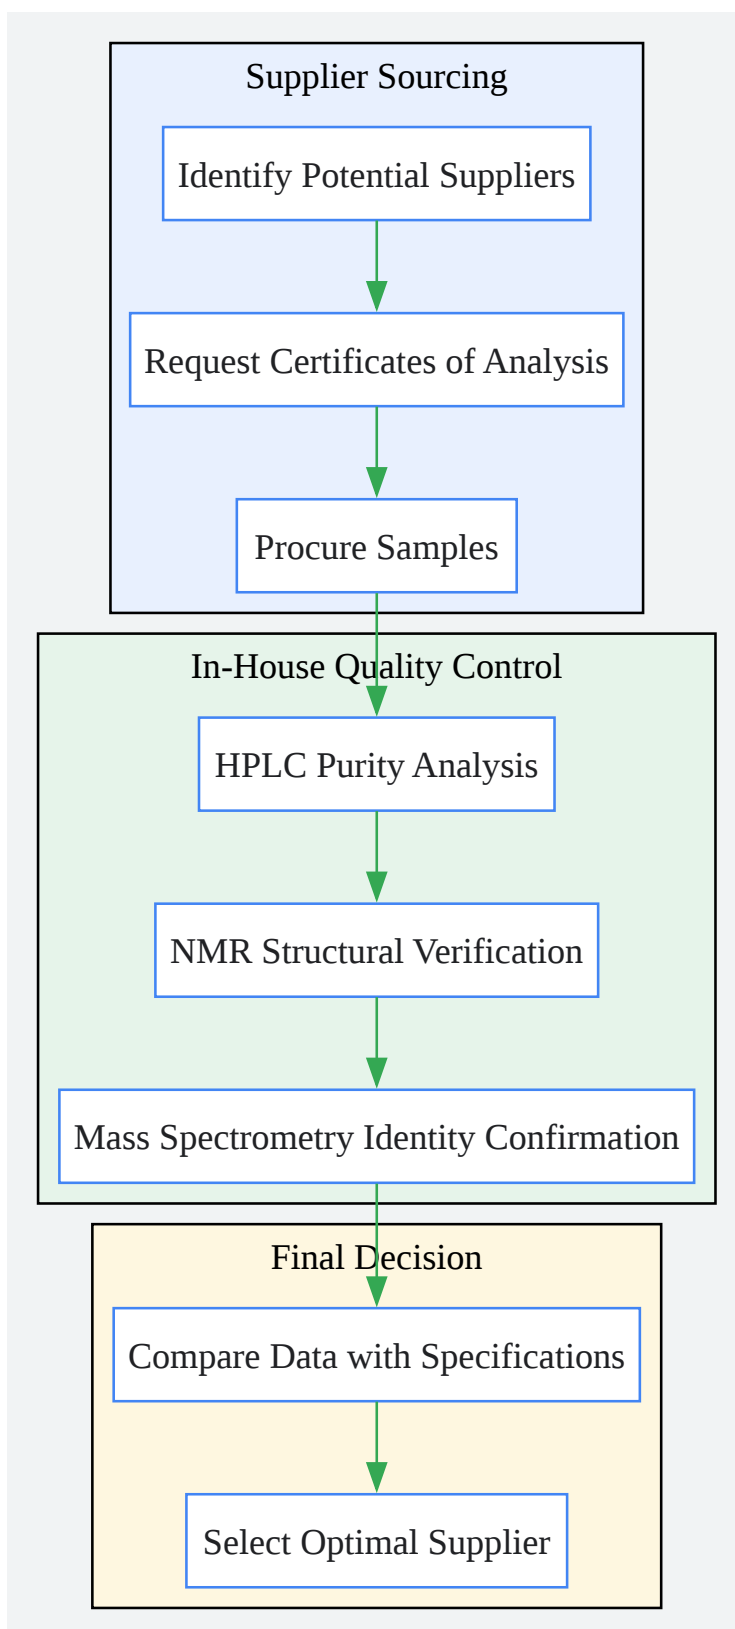 Supplier Sourcing
Identify Potential Suppliers
Request Certificates of Analysis
Procure Samples
In-House Quality Control
HPLC Purity Analysis
NMR Structural Verification
Mass Spectrometry Identity Confirmation
Final Decision
Compare Data with Specifications
Select Optimal Supplier